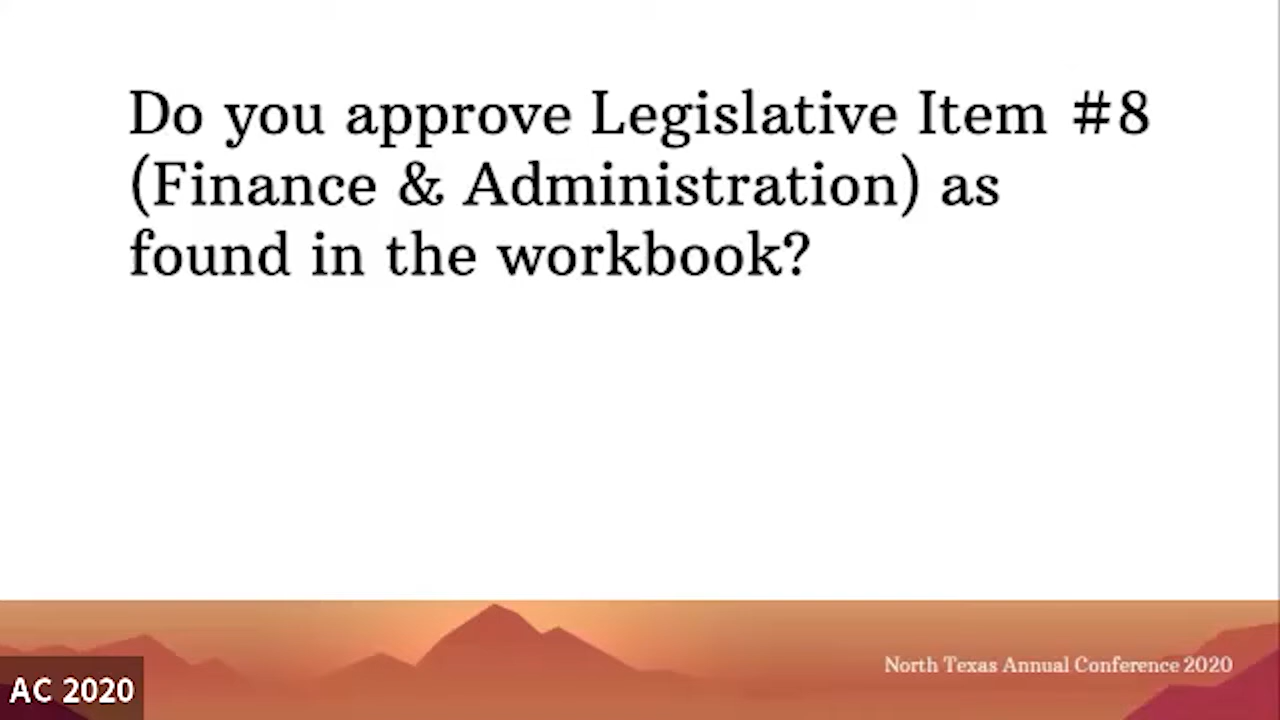 Do you approve Legislative Item #8
(Finance & Administration) as
found in the workbook?
North Texas Annual Conference 2020
AC 2020